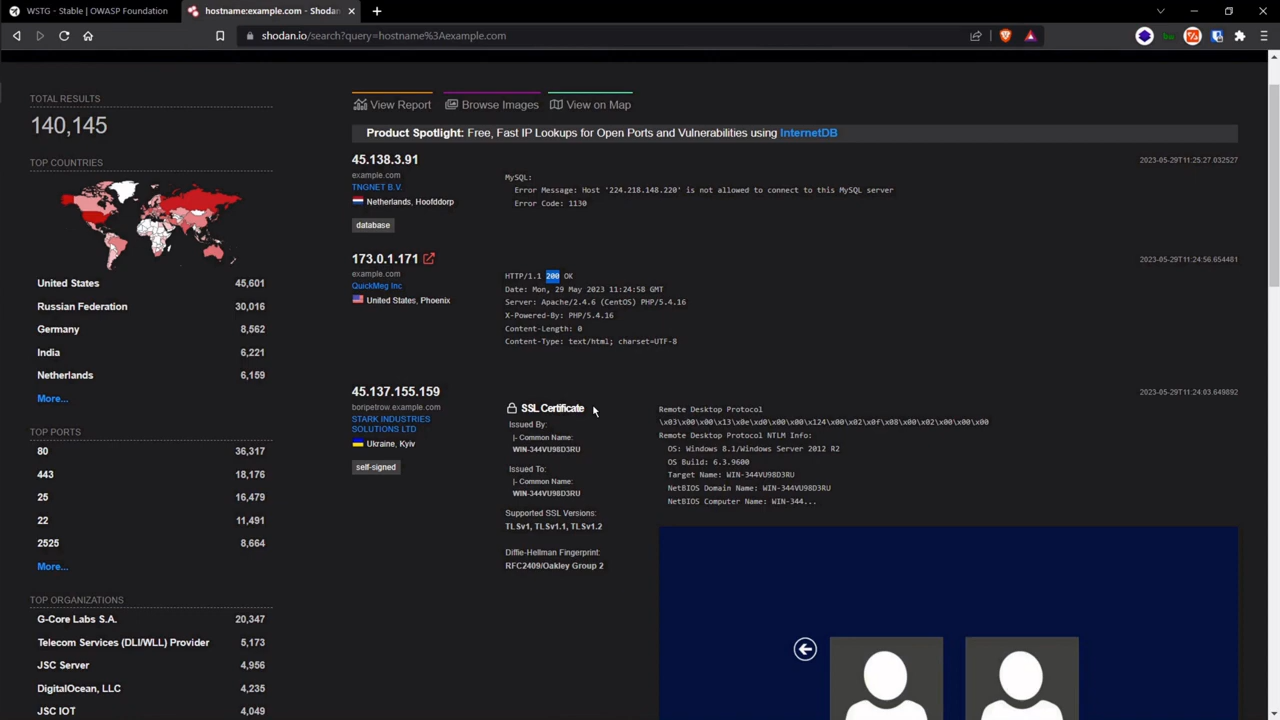 WSTG - Stable | OWASP Foundation
hostname:example.com - Shodan
shodan.io/search?query=hostname%3Aexample.com
TOTAL RESULTS
140,145
TOP COUNTRIES
United States 45,601
Russian Federation 30,016
Germany 8,562
India 6,221
Netherlands 6,159
More...
TOP PORTS
80 36,317
443 18,176
25 16,479
22 11,491
2525 8,664
More...
TOP ORGANIZATIONS
G-Core Labs S.A. 20,347
Telecom Services (DLI/WLL) Provider 5,173
JSC Server 4,956
DigitalOcean, LLC 4,235
JSC IOT 4,049
View Report Browse Images View on Map
Product Spotlight: Free, Fast IP Lookups for Open Ports and Vulnerabilities using InternetDB
45.138.3.91
example.com
TNGNET B.V.
Netherlands, Hoofddorp
database
2023-05-29T11:25:27.032527
MySQL:
Error Message: Host '224.218.148.220' is not allowed to connect to this MySQL server
Error Code: 1130
173.0.1.171
example.com
QuickMeg Inc
United States, Phoenix
2023-05-29T11:24:56.654481
HTTP/1.1 200 OK
Date: Mon, 29 May 2023 11:24:58 GMT
Server: Apache/2.4.6 (CentOS) PHP/5.4.16
X-Powered-By: PHP/5.4.16
Content-Length: 0
Content-Type: text/html; charset=UTF-8
45.137.155.159
bonpetrow.example.com
STARK INDUSTRIES
SOLUTIONS LTD
Ukraine, Kyiv
self-signed
2023-05-29T11:24:03.649892
SSL Certificate
Issued By:
|- Common Name:
WIN-344VU98D3RU
Issued To:
|- Common Name:
WIN-344VU98D3RU
Supported SSL Versions:
TLSv1, TLSv1.1, TLSv1.2
Diffie-Hellman Fingerprint:
RFC2409/Oakley Group 2
Remote Desktop Protocol
\x03\x00\x00\x13\x0e\xd0\x00\x00\x124\x00\x02\x0f\x08\x00\x02\x00\x00\x00
Remote Desktop Protocol NTLM Info:
OS: Windows 8.1/Windows Server 2012 R2
OS Build: 6.3.9600
Target Name: WIN-344VU98D3RU
NetBIOS Domain Name: WIN-344VU98D3RU
NetBIOS Computer Name: WIN-344...